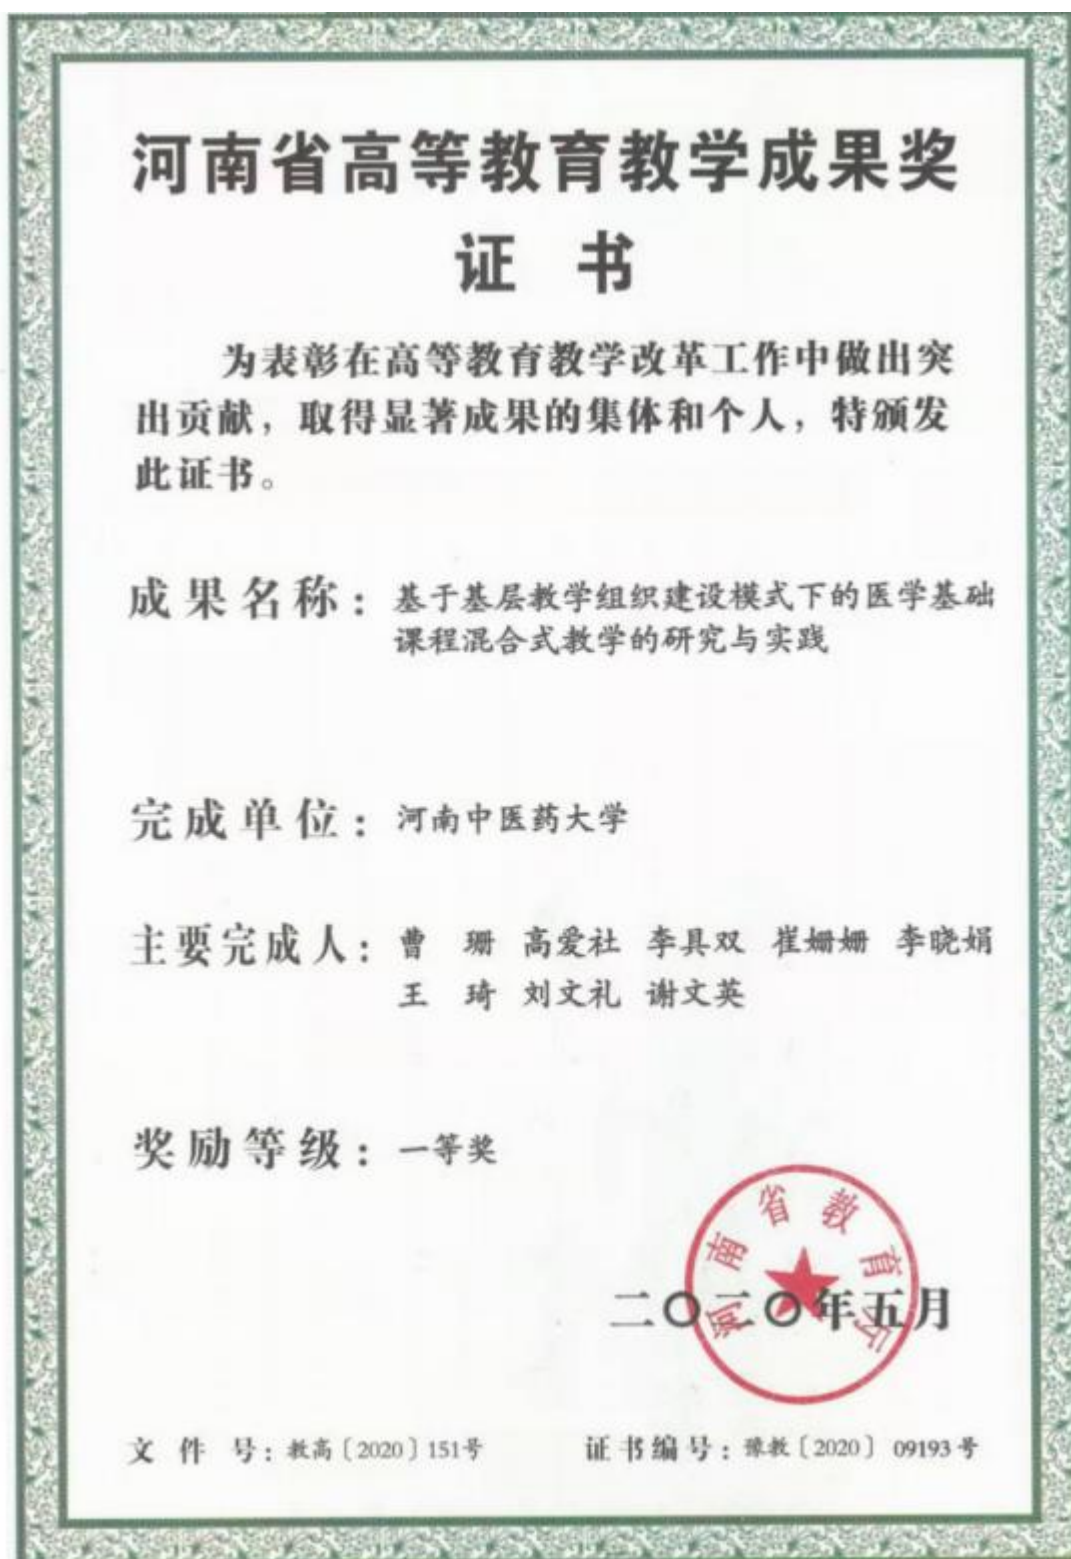 河南省高等教育教学成果奖
证 书
为表彰在高等教育教学改革工作中做出突
出贡献，取得显著成果的集体和个人，特颁发
此证书。
成果名称：基于基层教学组织建设模式下的医学基础
课程混合式教学的研究与实践
完成单位：河南中医药大学
主要完成人：曹 珊 高爱社 李具双 崔姗姗 李晓娟
王 琦 刘文礼 谢文英
奖励等级：一等奖
河南省教育厅
二〇二〇年五月
文 件 号：教高〔2020〕151号 证书编号：豫教〔2020〕09193号